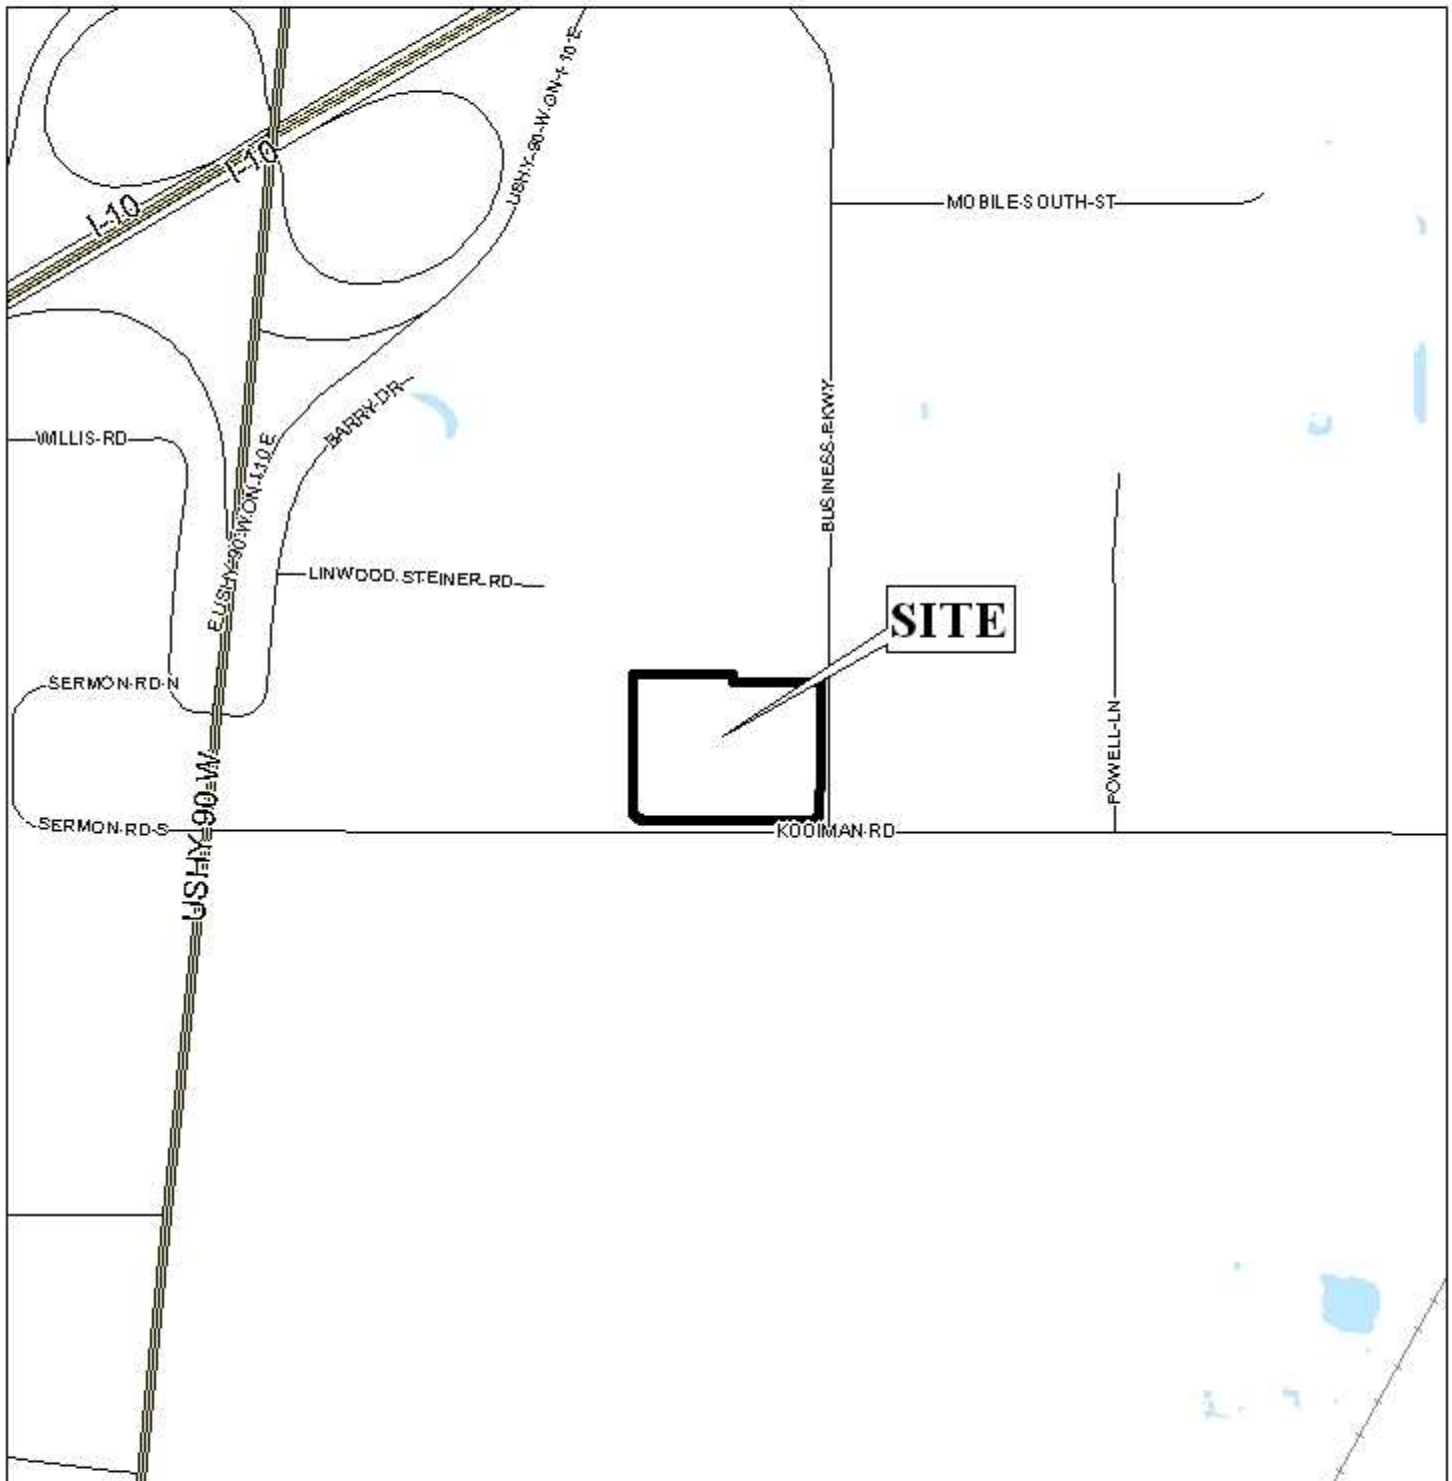 USHY-90-W-ON-I-10 E
I-10
I-10
MOBILE-SOUTH-ST
BARRY-DR
BUSINESS-PKWY
WILLIS-RD
E USHY-90-W-ON-I-10 E
LINWOOD-STEINER-RD
SITE
SERMON-RD-N
POWELL-LN
USHY-90-W
SERMON-RD-S
KOOIMAN-RD